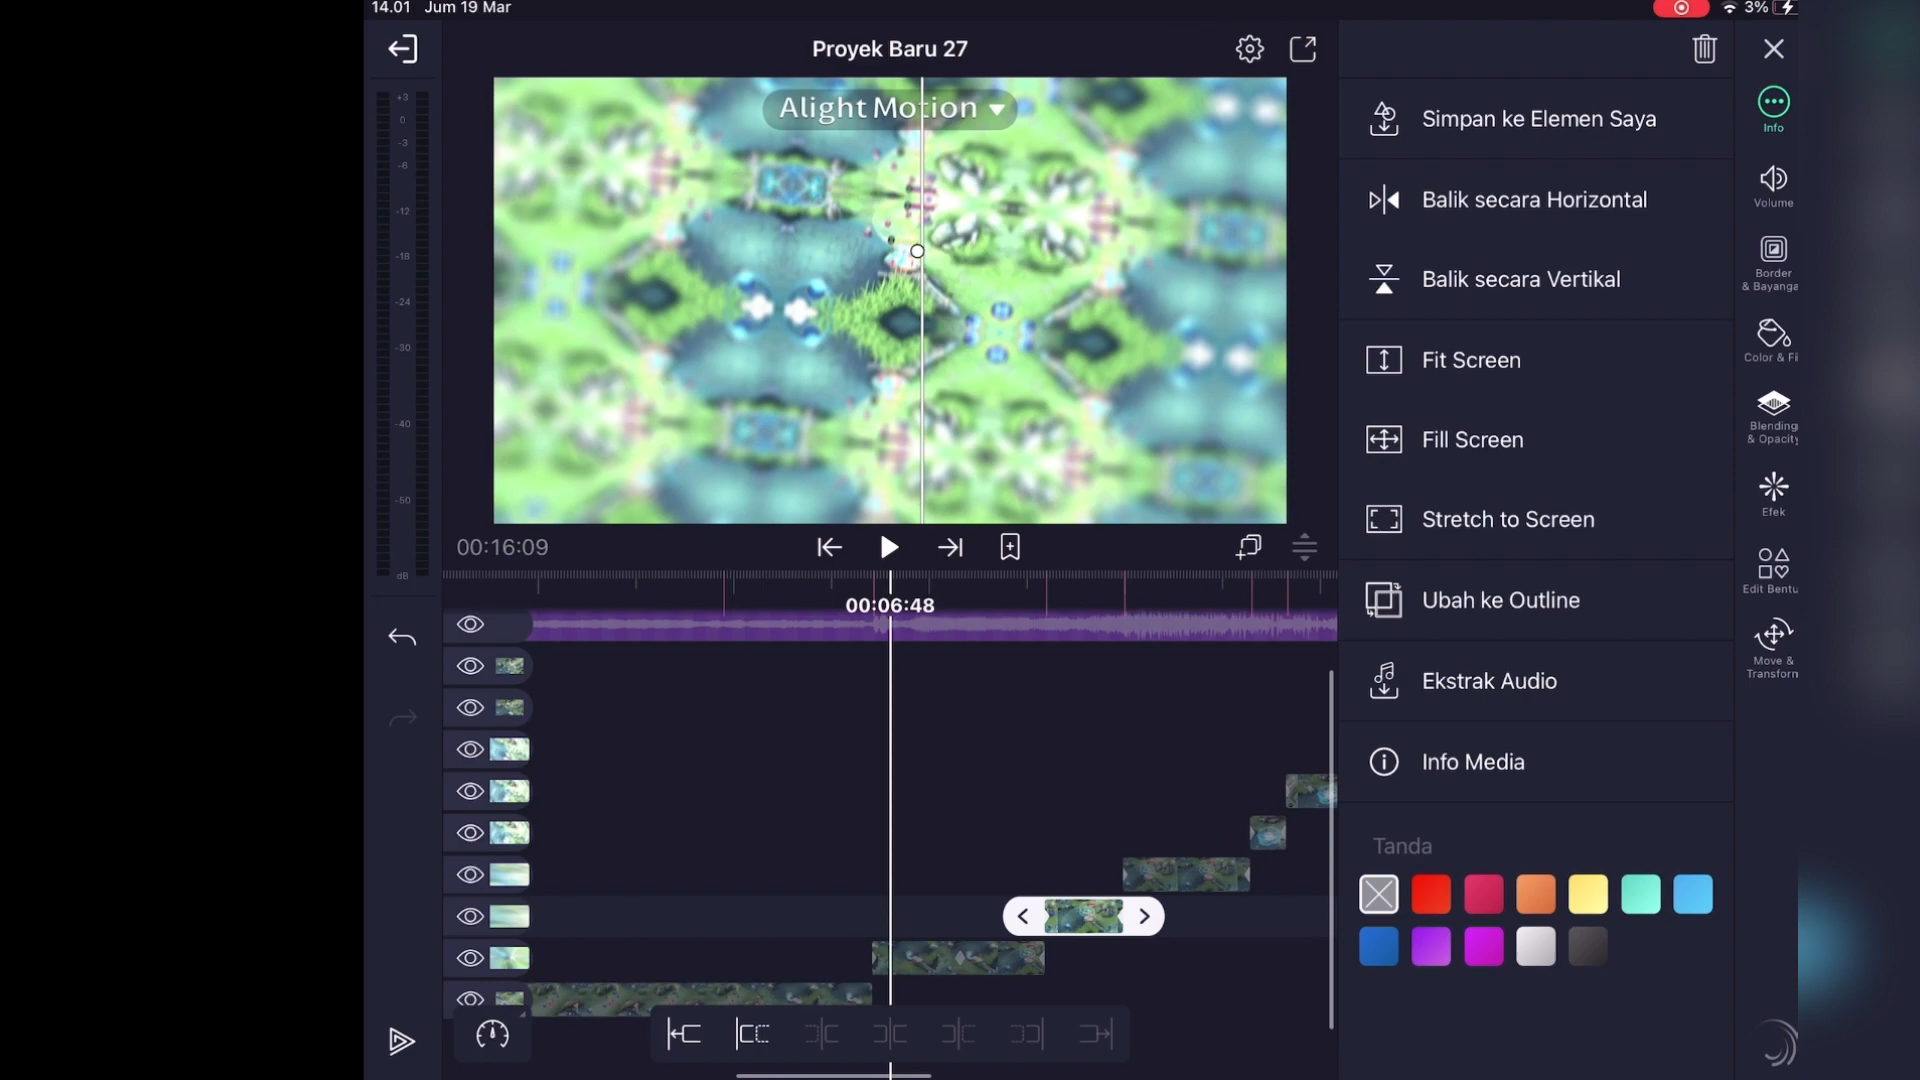 14.01 Jum 19 Mar
3%
Proyek Baru 27
Alight Motion
+3
0
-3
-6
-12
-18
-24
-30
-40
-50
dB
00:16:09
00:06:48
Simpan ke Elemen Saya
Balik secara Horizontal
Balik secara Vertikal
Fit Screen
Fill Screen
Stretch to Screen
Ubah ke Outline
Ekstrak Audio
Info Media
Tanda
Info
Volume
Border
& Bayanga
Color & Fi
Blending
& Opacity
Efek
Edit Bentu
Move &
Transform